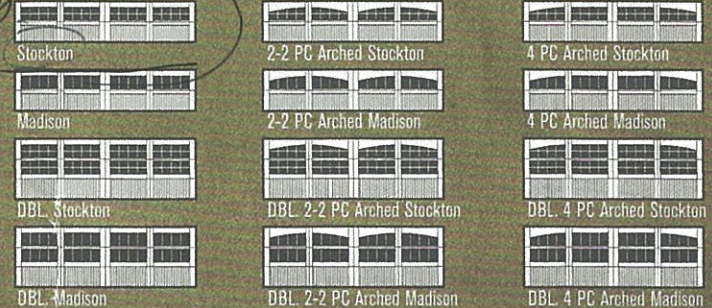 Stockton
2-2 PC Arched Stockton
4 PC Arched Stockton
Madison
2-2 PC Arched Madison
4 PC Arched Madison
DBL. Stockton
DBL. 2-2 PC Arched Stockton
DBL. 4 PC Arched Stockton
DBL. Madison
DBL. 2-2 PC Arched Madison
DBL. 4 PC Arched Madison